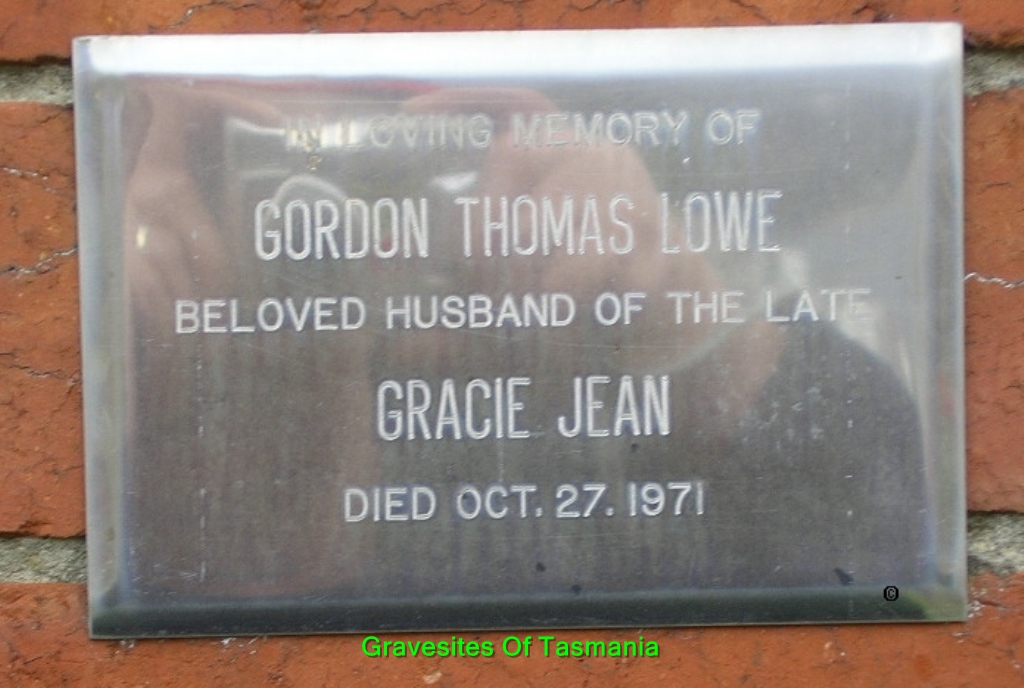 IN LOVING MEMORY OF
GORDON THOMAS LOWE
BELOVED HUSBAND OF THE LATE
GRACIE JEAN
DIED OCT. 27. 1971
©
Gravesites Of Tasmania